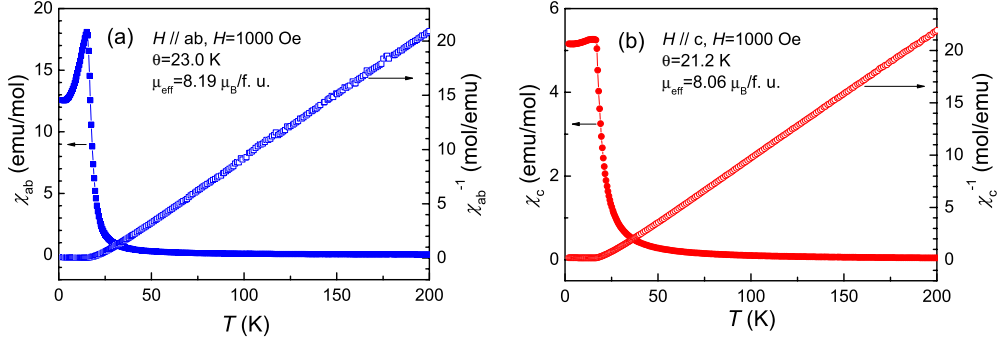 (a)
H // ab, H=1000 Oe
θ=23.0 K
μeff=8.19 μB/f. u.
χab (emu/mol)
20
15
10
5
0
χab⁻¹ (mol/emu)
20
15
10
5
0
0 50 100 150 200
T (K)
(b)
H // c, H=1000 Oe
θ=21.2 K
μeff=8.06 μB/f. u.
χc (emu/mol)
6
4
2
0
χc⁻¹ (mol/emu)
20
15
10
5
0
0 50 100 150 200
T (K)